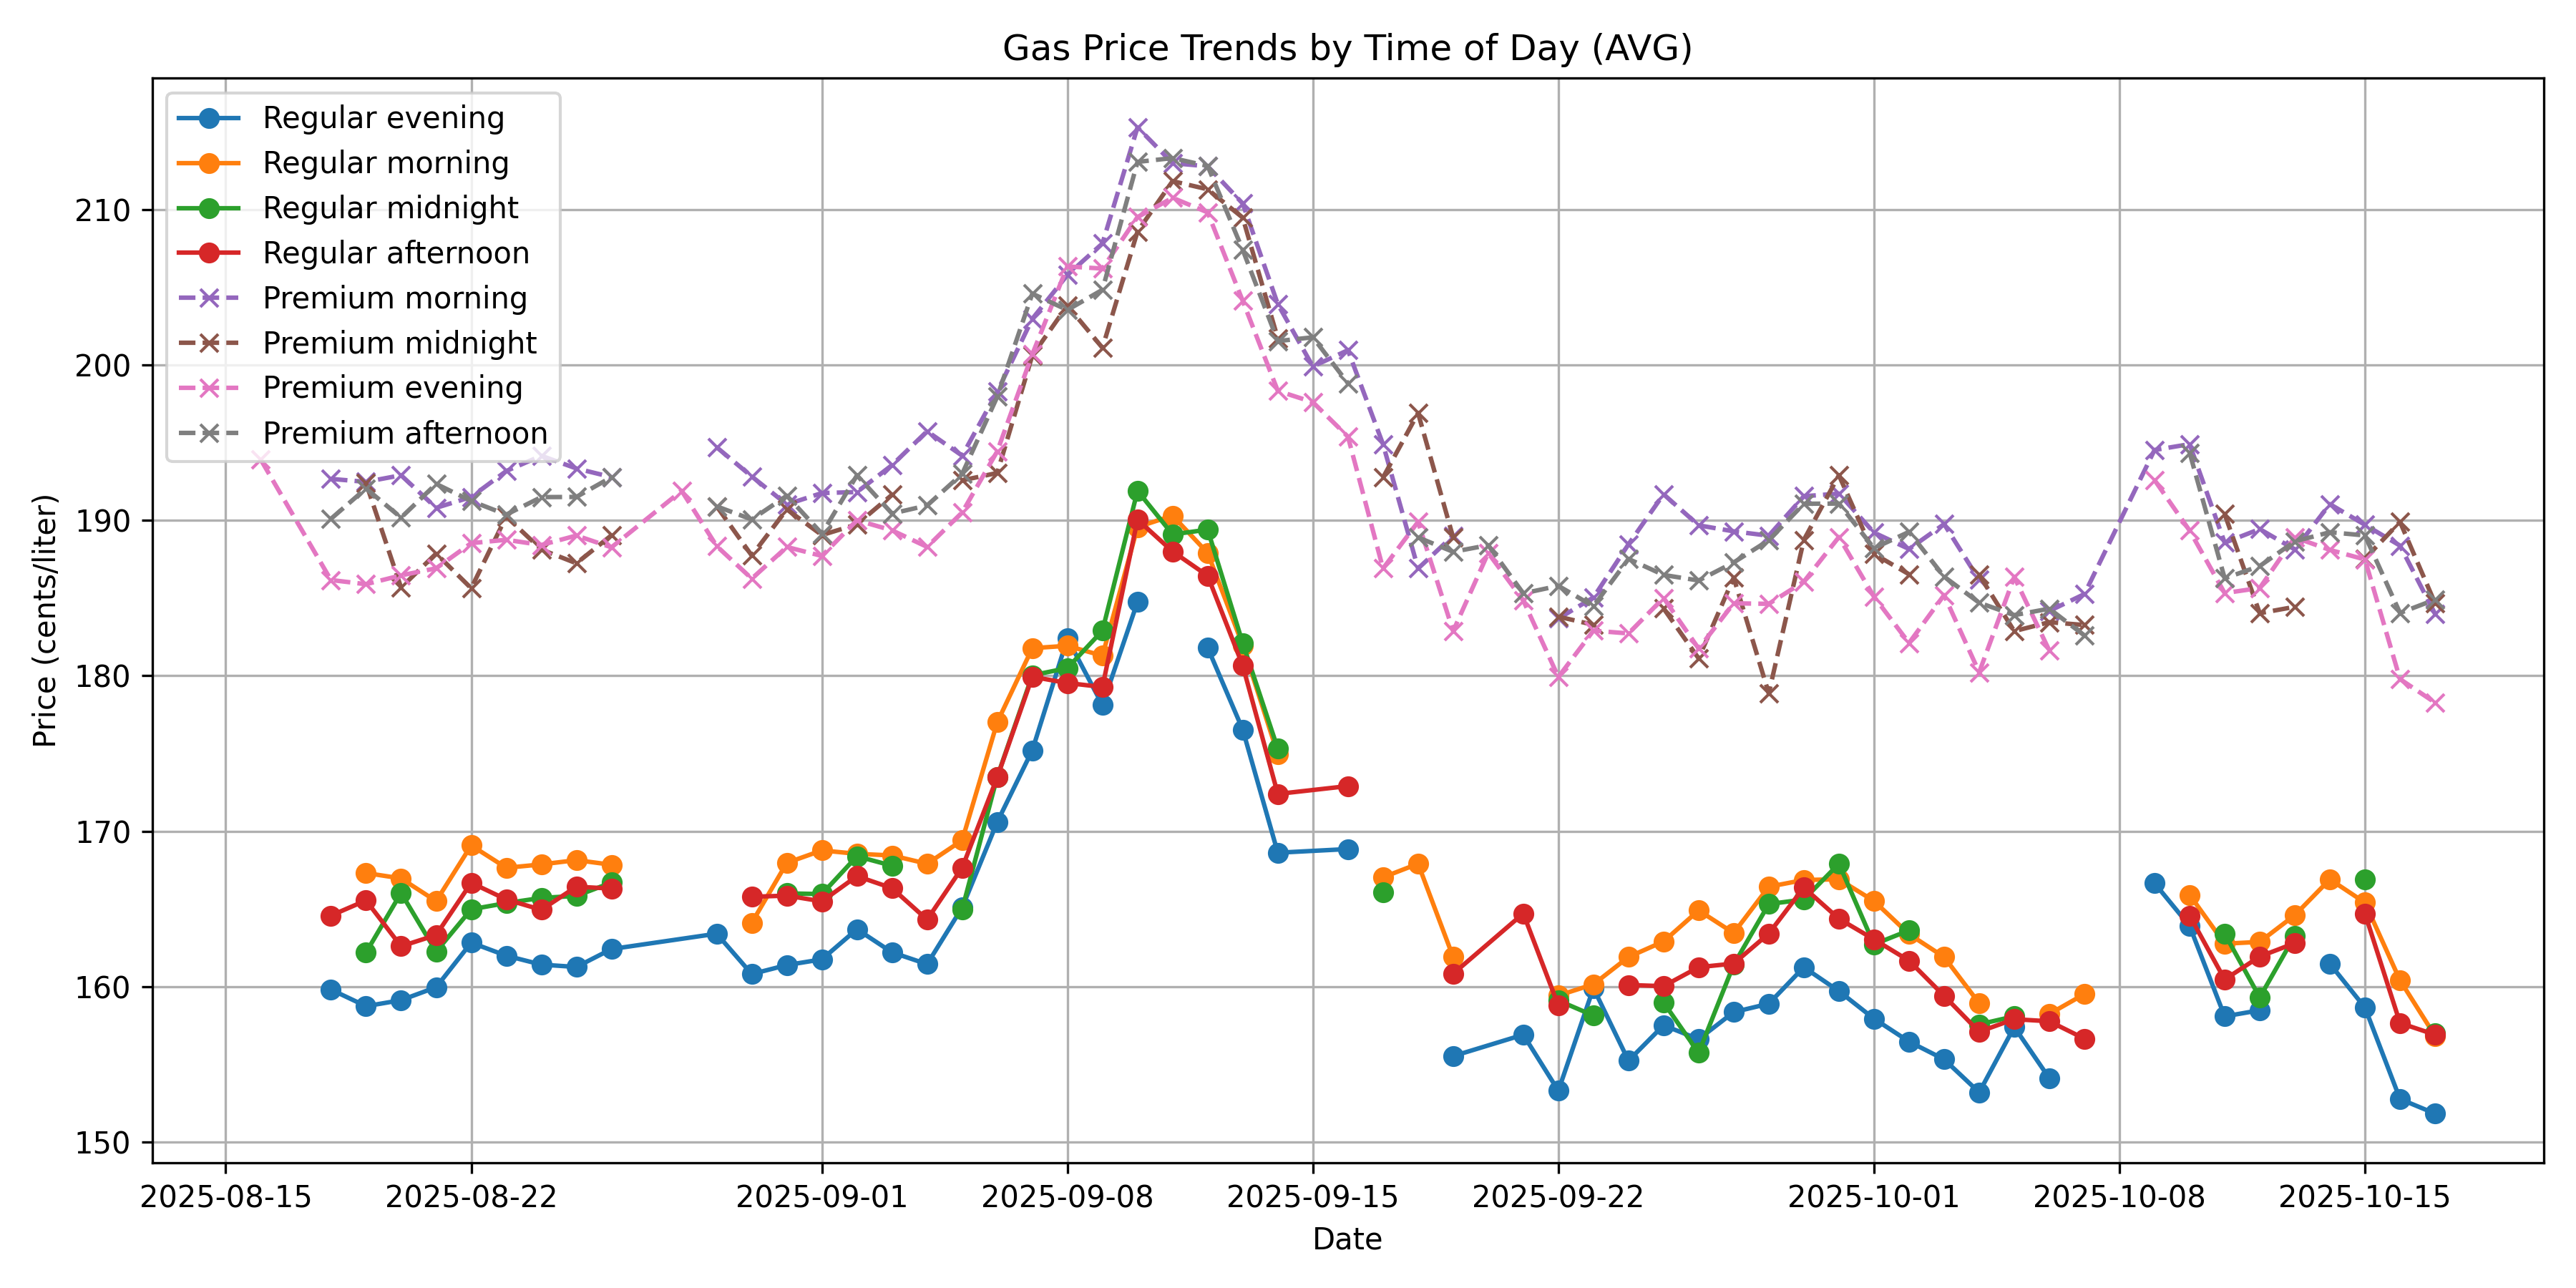 Gas Price Trends by Time of Day (AVG)
Regular evening
Regular morning
Regular midnight
Regular afternoon
Premium morning
Premium midnight
Premium evening
Premium afternoon
Price (cents/liter)
210
200
190
180
170
160
150
2025-08-15 2025-08-22 2025-09-01 2025-09-08 2025-09-15 2025-09-22 2025-10-01 2025-10-08 2025-10-15
Date